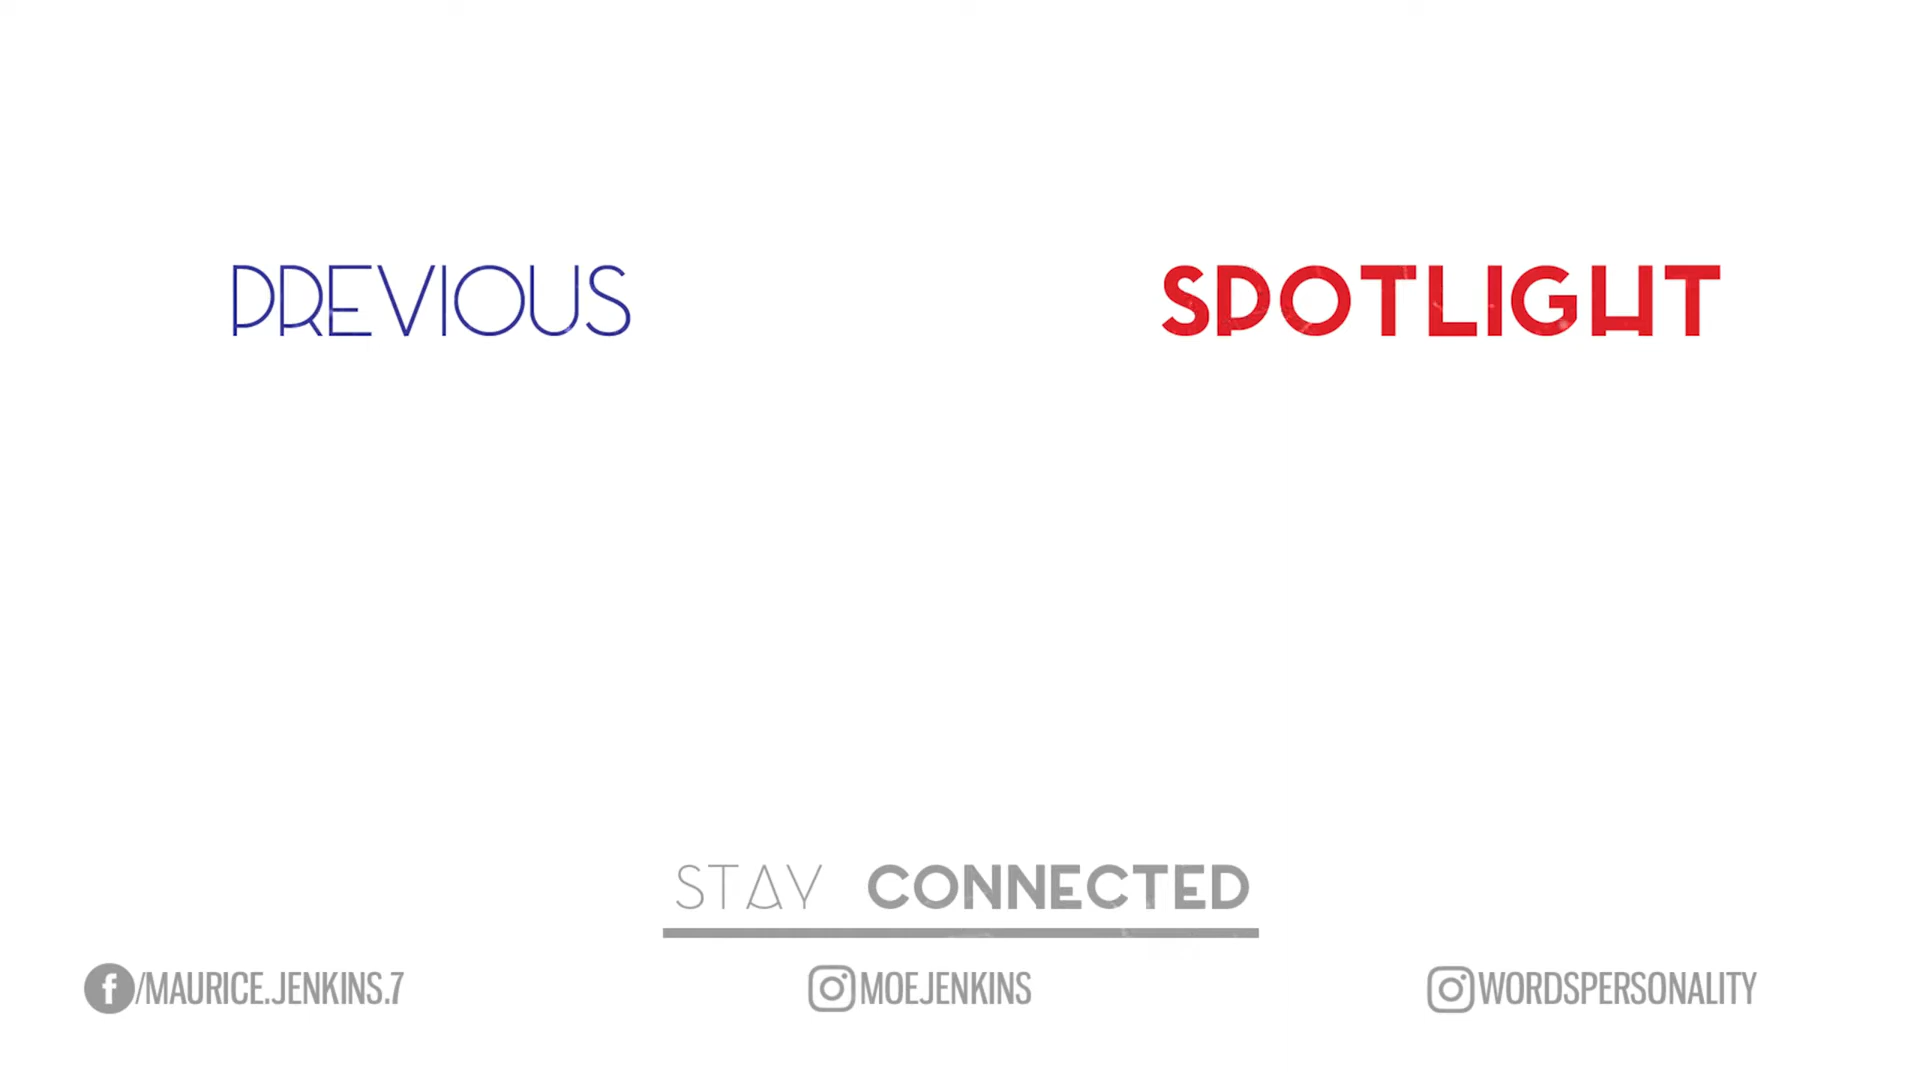 PREVIOUS
SPOTLIGHT
STAY CONNECTED
/MAURICE.JENKINS.7
MOEJENKINS
WORDSPERSONALITY